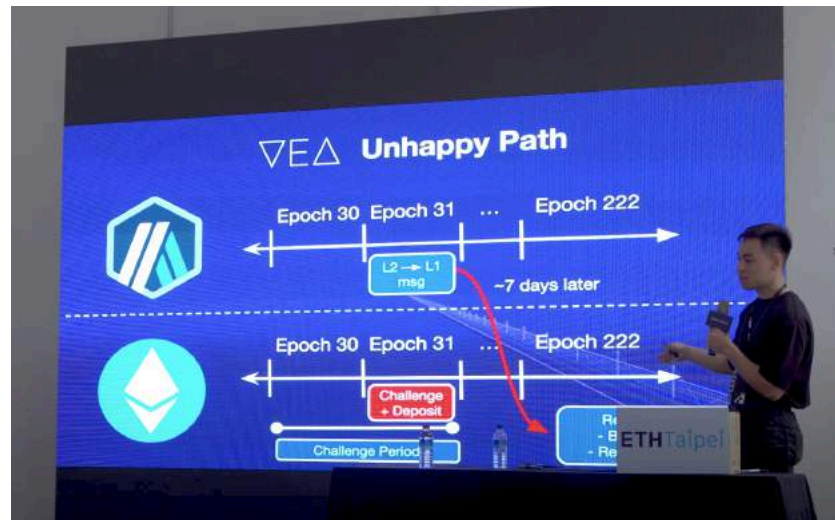 VEA Unhappy Path
Epoch 30 Epoch 31 ... Epoch 222
L2 → L1
msg
~7 days later
Epoch 30 Epoch 31 ... Epoch 222
Challenge
+ Deposit
Challenge Period
ETHTaipei